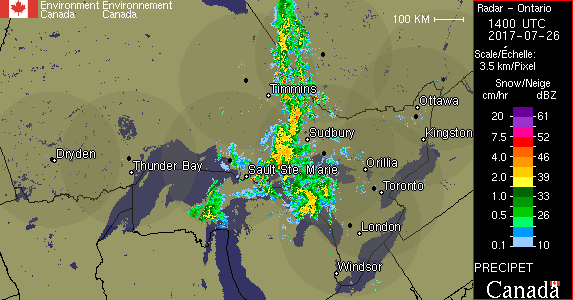 Environment Environnement
Canada Canada
100 KM
Timmins
Ottawa
Sudbury
Kingston
Dryden
Thunder Bay
Sault Ste. Marie
Orillia
Toronto
London
Windsor
Radar - Ontario
1400 UTC
2017-07-26
Scale/Échelle:
3.5 km/Pixel
Snow/Neige
cm/hr dBZ
20 61
7.5 57
5.0 52
4.0 46
2.0 39
1.0 33
0.5 26
0.1 10
PRECIPET
Canada